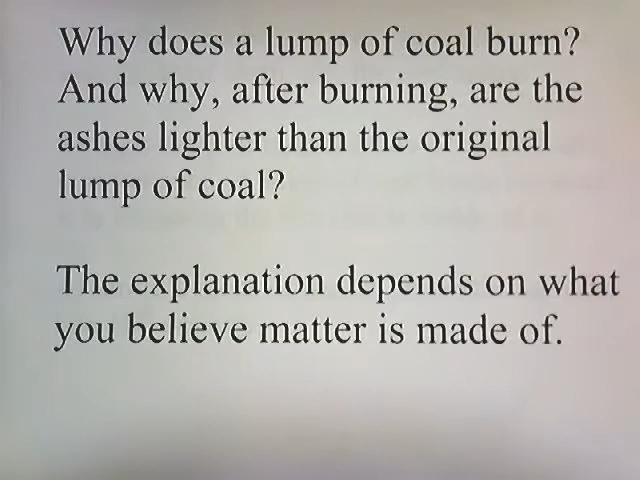 Why does a lump of coal burn?
And why, after burning, are the
ashes lighter than the original
lump of coal?
The explanation depends on what
you believe matter is made of.